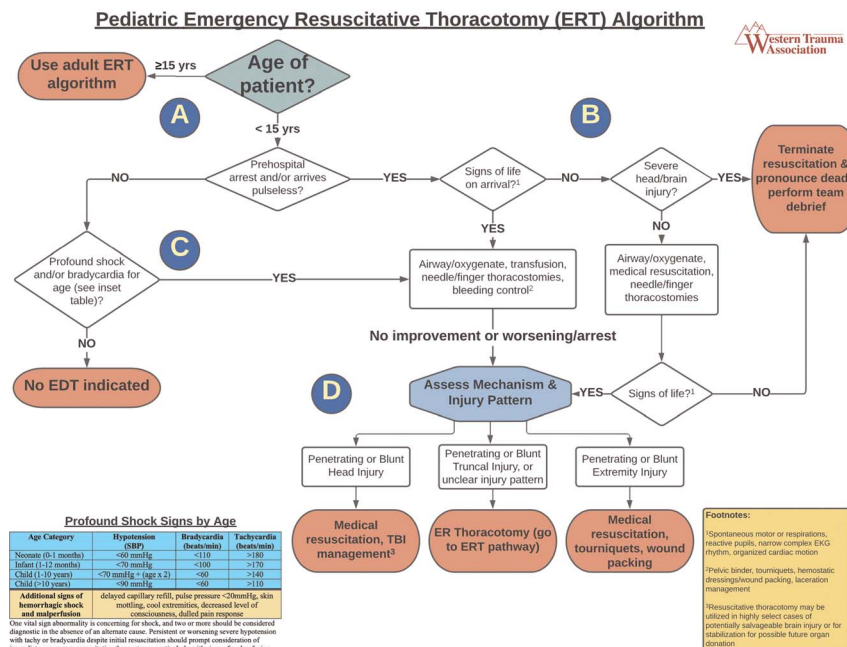 Pediatric Emergency Resuscitative Thoracotomy (ERT) Algorithm
Western Trauma
Association
Use adult ERT
algorithm
≥15 yrs
Age of
patient?
A
< 15 yrs
B
Prehospital
arrest and/or arrives
pulseless?
NO
YES
Signs of life
on arrival?1
NO
Severe
head/brain
injury?
YES
Terminate
resuscitation &
pronounce dead,
perform team
debrief
YES
NO
C
Profound shock
and/or bradycardia for
age (see inset
table)?
YES
Airway/oxygenate, transfusion,
needle/finger thoracostomies,
bleeding control2
Airway/oxygenate,
medical resuscitation,
needle/finger
thoracostomies
NO
No improvement or worsening/arrest
No EDT indicated
D
Assess Mechanism &
Injury Pattern
YES
Signs of life?1
NO
Penetrating or Blunt
Head Injury
Penetrating or Blunt
Truncal Injury, or
unclear injury pattern
Penetrating or Blunt
Extremity Injury
Medical
resuscitation, TBI
management3
ER Thoracotomy (go
to ERT pathway)
Medical
resuscitation,
tourniquets, wound
packing
Profound Shock Signs by Age
Age Category Hypotension (SBP) Bradycardia (beats/min) Tachycardia (beats/min)
Neonate (0-1 months) <60 mmHg <110 >180
Infant (1-12 months) <70 mmHg <100 >170
Child (1-10 years) <70 mmHg + (age x 2) <60 >140
Child (>10 years) <90 mmHg <60 >110
Additional signs of hemorrhagic shock and malperfusion
delayed capillary refill, pulse pressure <20mmHg, skin
mottling, cool extremities, decreased level of
consciousness, dulled pain response
One vital sign abnormality is concerning for shock, and two or more should be considered
diagnostic in the absence of an alternate cause. Persistent or worsening severe hypotension
with tachy or bradycardia despite initial resuscitation should prompt consideration of
Footnotes:
1Spontaneous motor or respirations,
reactive pupils, narrow complex EKG
rhythm, organized cardiac motion
2Pelvic binder, tourniquets, hemostatic
dressings/wound packing, laceration
management
3Resuscitative thoracotomy may be
utilized in highly select cases of
potentially salvageable brain injury or for
stabilization for possible future organ
donation